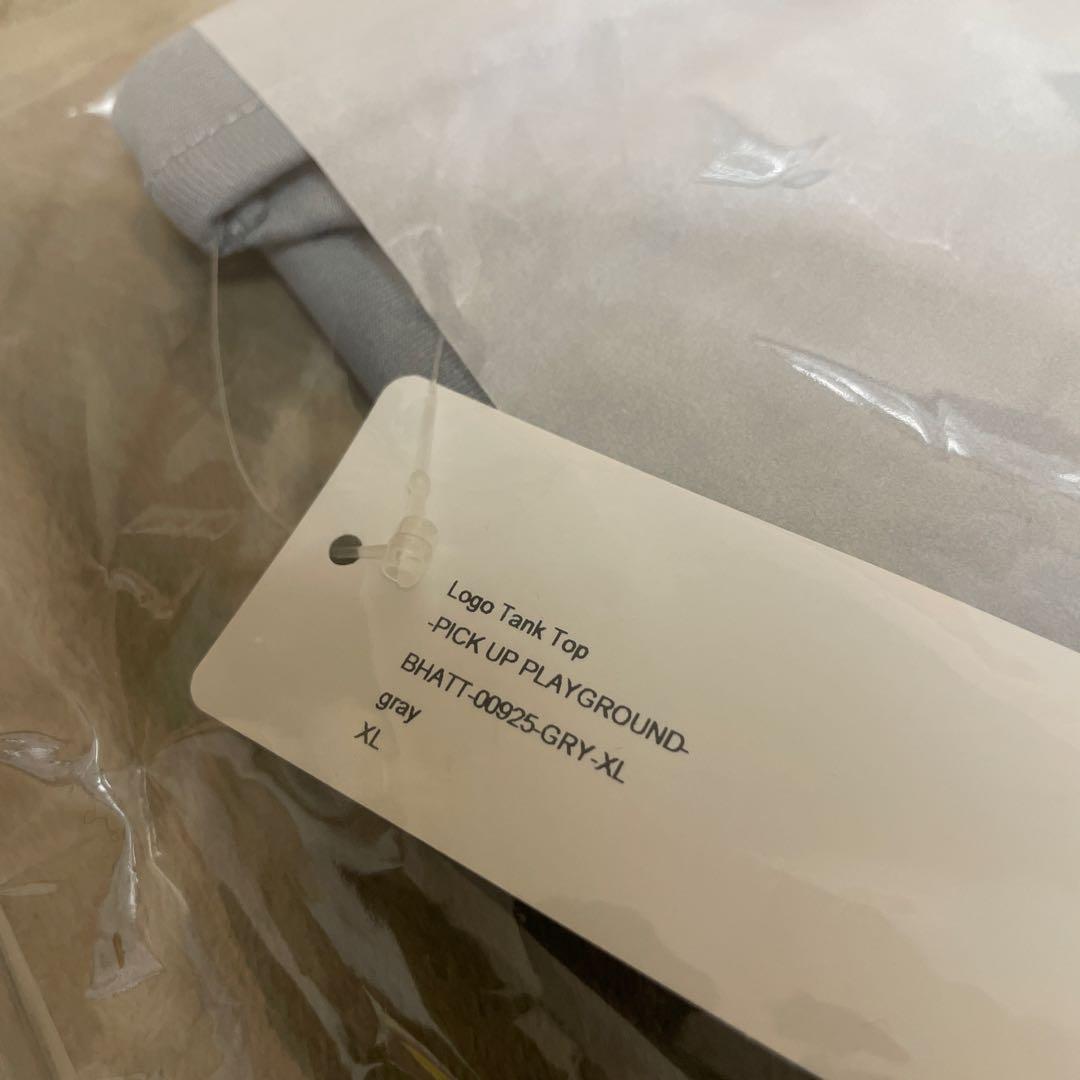 Logo Tank Top
-PICK UP PLAYGROUND-
BHATT-00925-GRY-XL
gray
XL